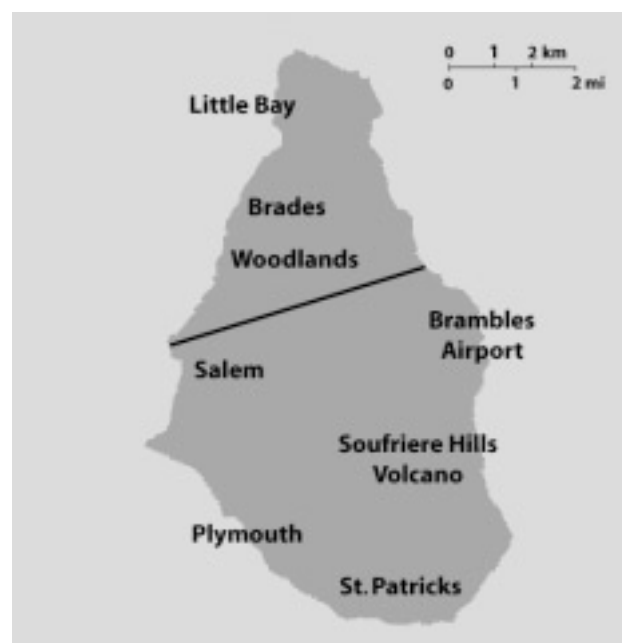 0 1 2 km
0 1 2 mi
Little Bay
Brades
Woodlands
Brambles
Airport
Salem
Soufriere Hills
Volcano
Plymouth
St. Patricks